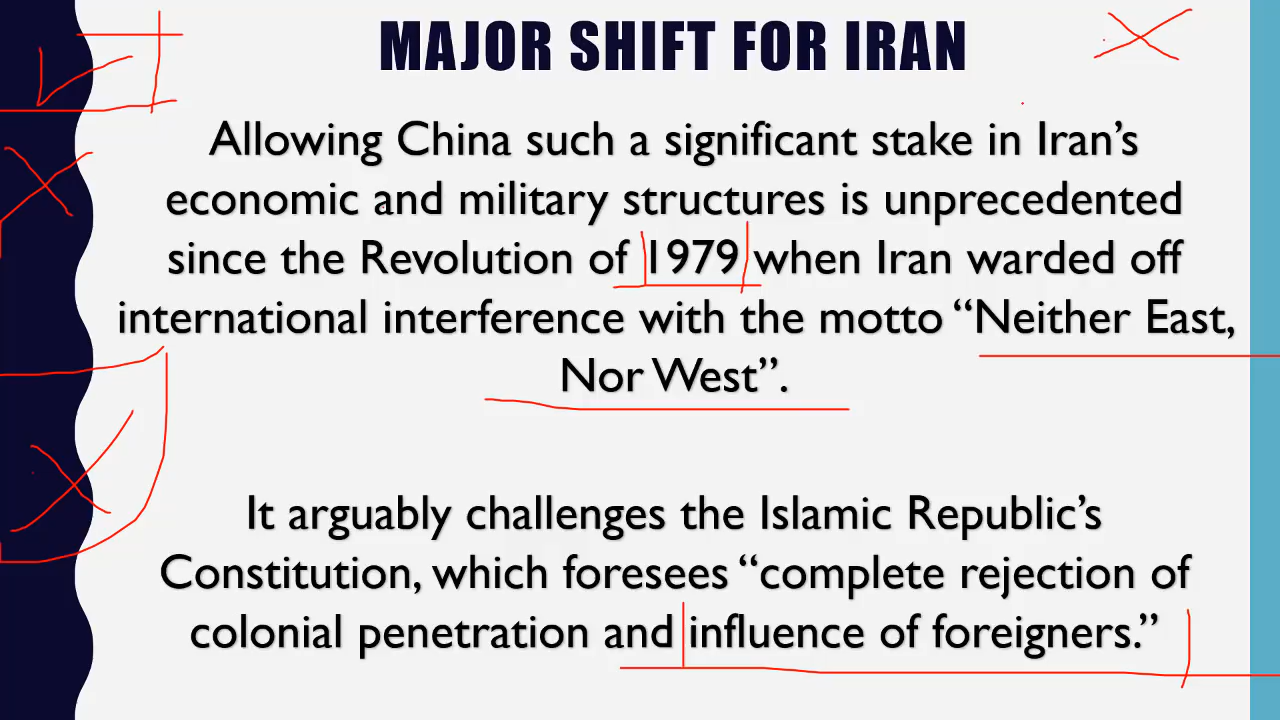 MAJOR SHIFT FOR IRAN
Allowing China such a significant stake in Iran’s
economic and military structures is unprecedented
since the Revolution of 1979 when Iran warded off
international interference with the motto “Neither East,
Nor West”.
It arguably challenges the Islamic Republic’s
Constitution, which foresees “complete rejection of
colonial penetration and influence of foreigners.”